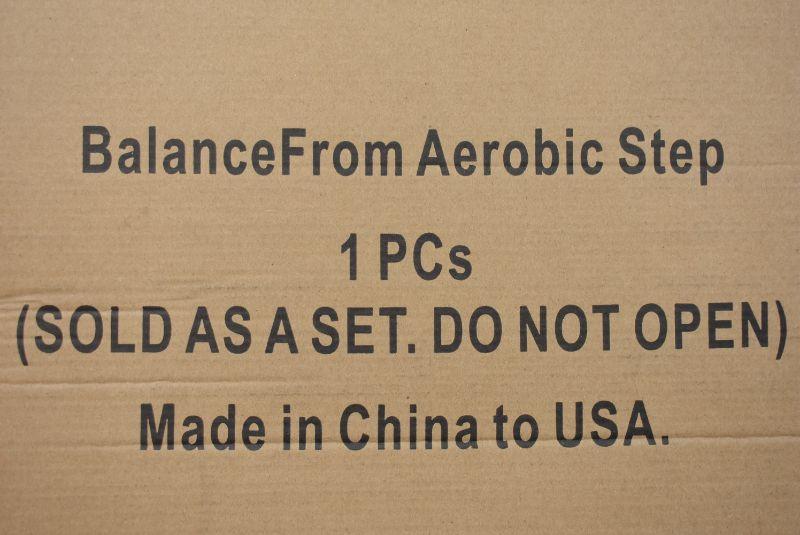 BalanceFrom Aerobic Step
1 PCs
(SOLD AS A SET. DO NOT OPEN)
Made in China to USA.